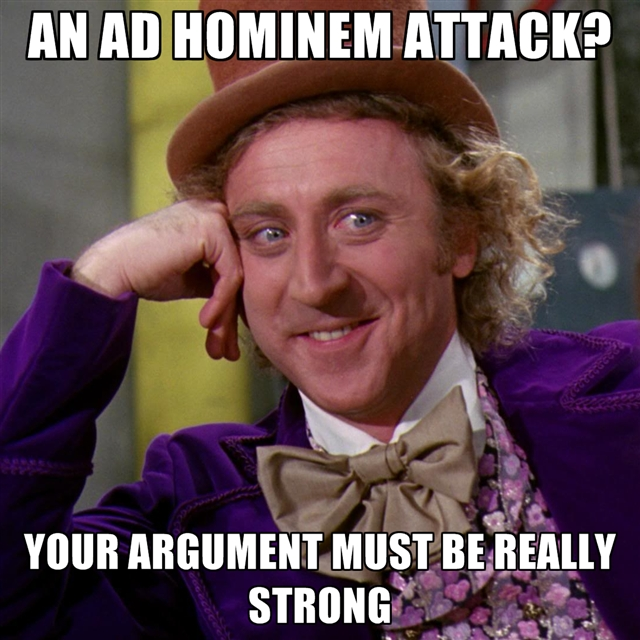 AN AD HOMINEM ATTACK?
YOUR ARGUMENT MUST BE REALLY
STRONG